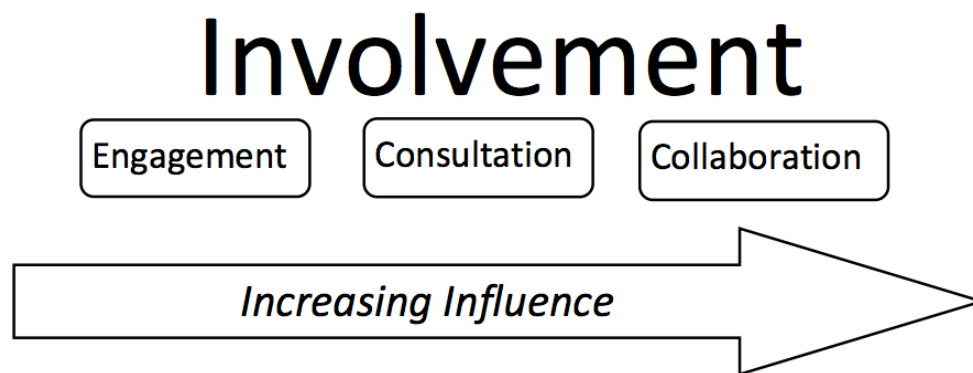 Involvement
Engagement Consultation Collaboration
Increasing Influence